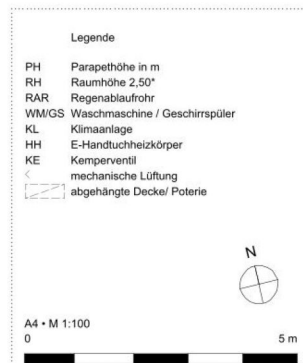 Legende
PH Parapethöhe in m
RH Raumhöhe 2,50*
RAR Regenablaufrohr
WM/GS Waschmaschine / Geschirrspüler
KL Klimaanlage
HH E-Handtuchheizkörper
KE Kemperventil
< mechanische Lüftung
abgehängte Decke/ Poterie
N
A4 • M 1:100
0 5 m